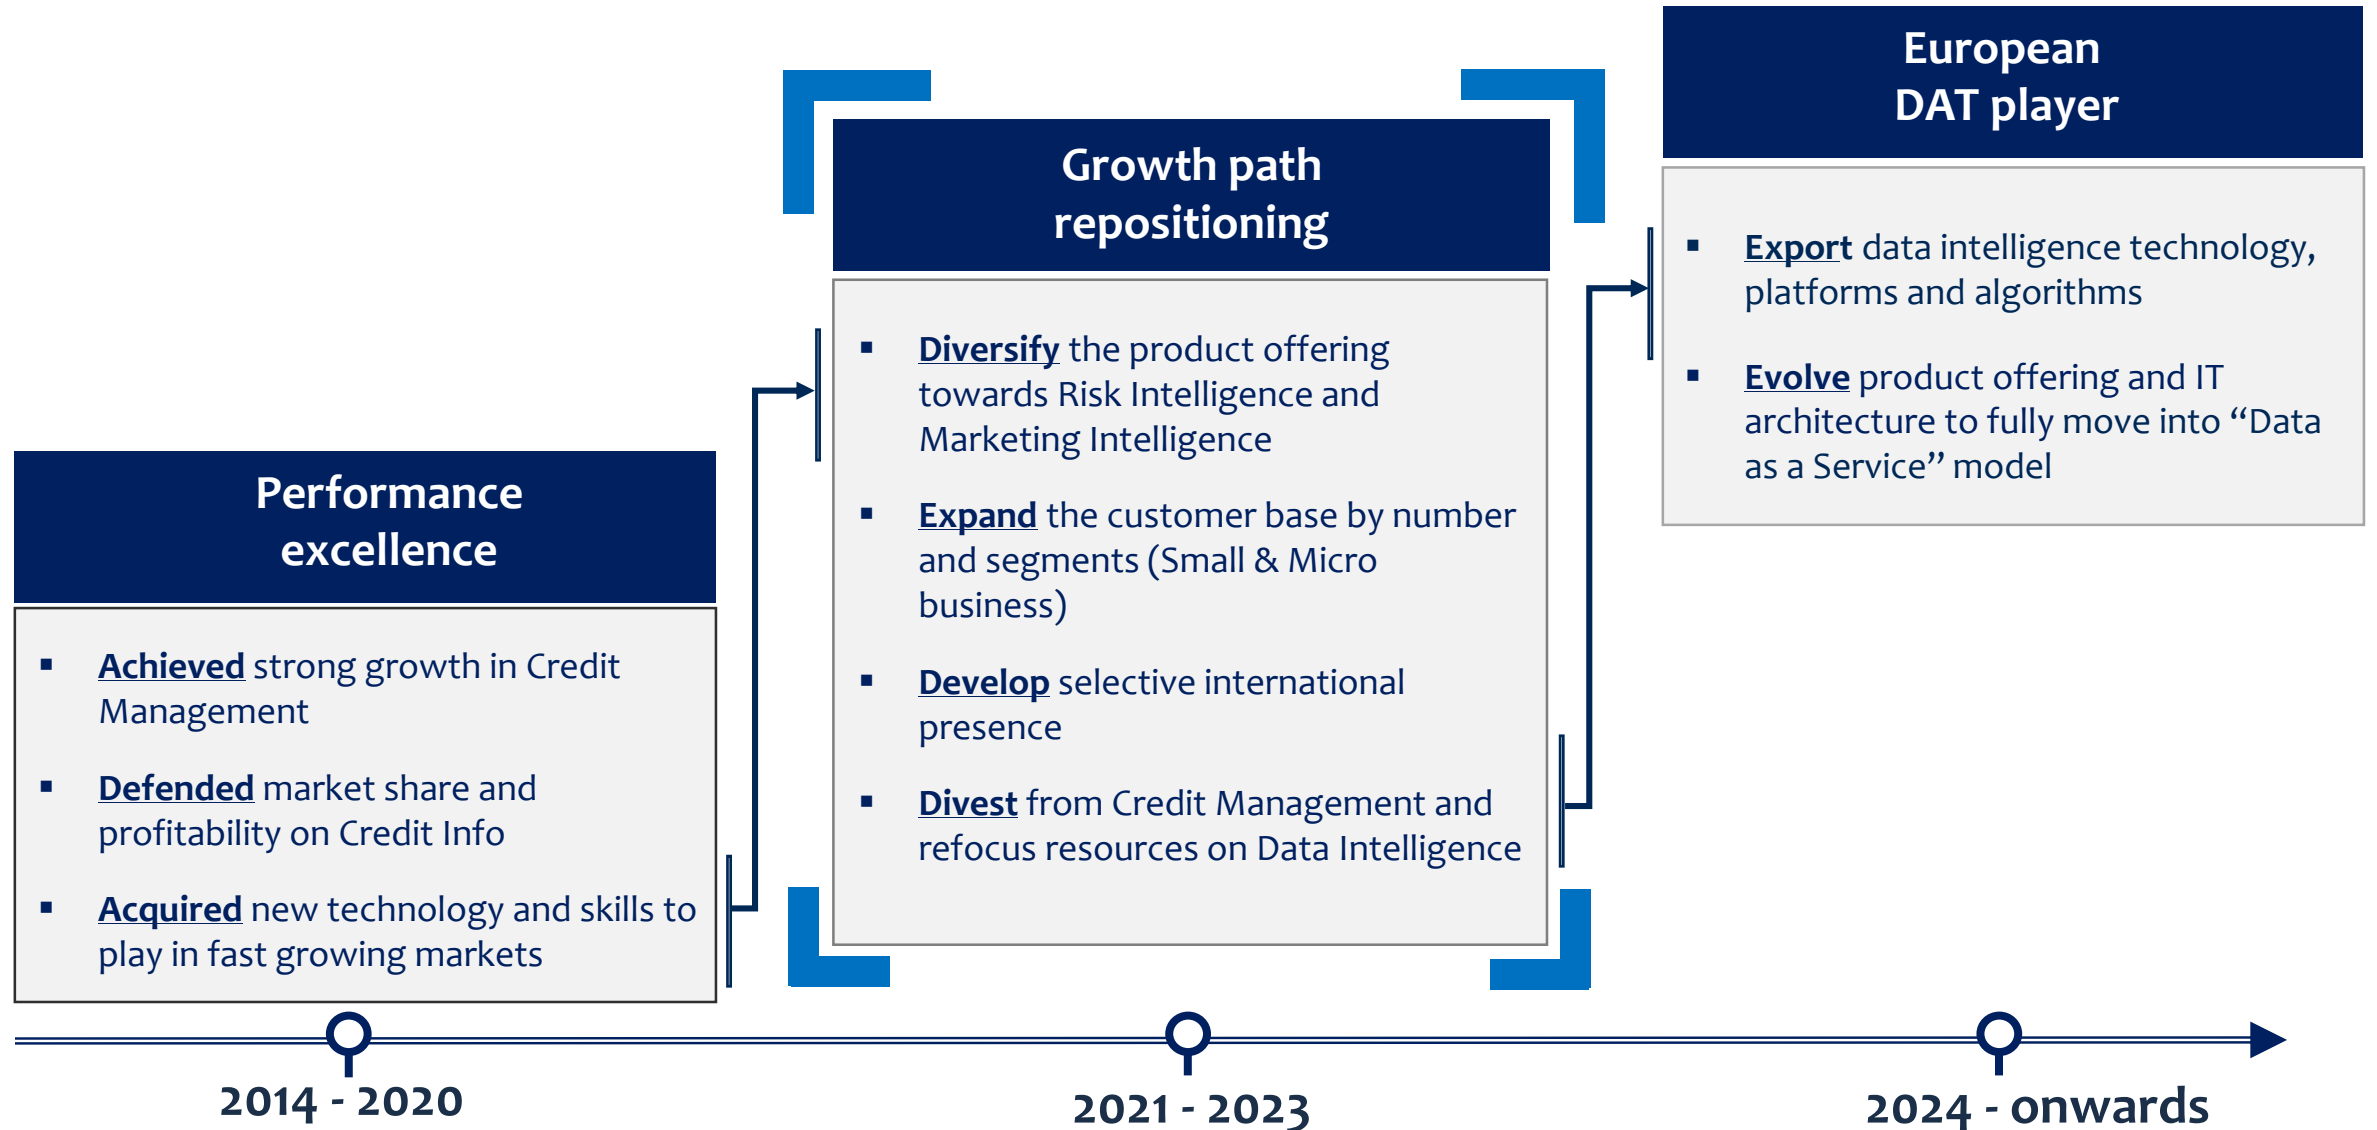 Performance
excellence
▪ Achieved strong growth in Credit
Management
▪ Defended market share and
profitability on Credit Info
▪ Acquired new technology and skills to
play in fast growing markets
2014 - 2020
Growth path
repositioning
▪ Diversify the product offering
towards Risk Intelligence and
Marketing Intelligence
▪ Expand the customer base by number
and segments (Small & Micro
business)
▪ Develop selective international
presence
▪ Divest from Credit Management and
refocus resources on Data Intelligence
2021 - 2023
European
DAT player
▪ Export data intelligence technology,
platforms and algorithms
▪ Evolve product offering and IT
architecture to fully move into “Data
as a Service” model
2024 - onwards